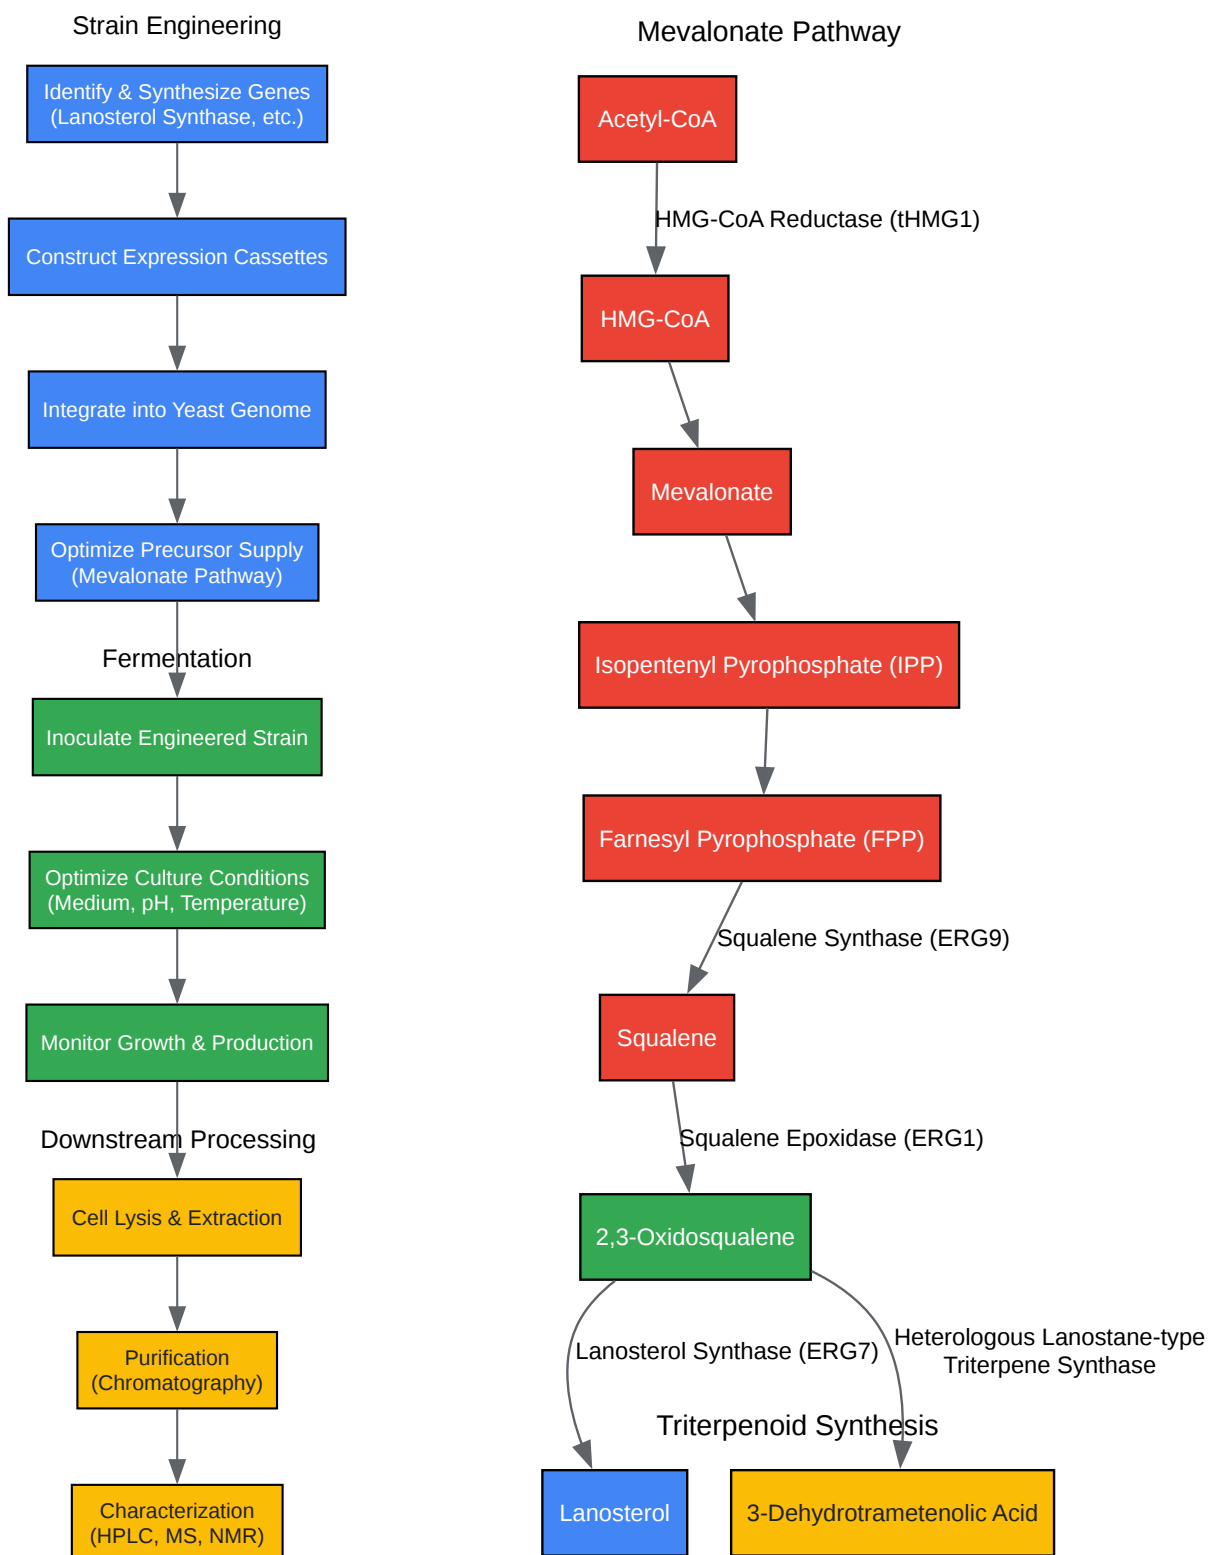 Strain Engineering
Identify & Synthesize Genes
(Lanosterol Synthase, etc.)
Construct Expression Cassettes
Integrate into Yeast Genome
Optimize Precursor Supply
(Mevalonate Pathway)
Fermentation
Inoculate Engineered Strain
Optimize Culture Conditions
(Medium, pH, Temperature)
Monitor Growth & Production
Downstream Processing
Cell Lysis & Extraction
Purification
(Chromatography)
Characterization
(HPLC, MS, NMR)
Mevalonate Pathway
Acetyl-CoA
HMG-CoA Reductase (tHMG1)
HMG-CoA
Mevalonate
Isopentenyl Pyrophosphate (IPP)
Farnesyl Pyrophosphate (FPP)
Squalene Synthase (ERG9)
Squalene
Squalene Epoxidase (ERG1)
2,3-Oxidosqualene
Lanosterol Synthase (ERG7)
Heterologous Lanostane-type
Triterpene Synthase
Triterpenoid Synthesis
Lanosterol
3-Dehydrotrametenolic Acid